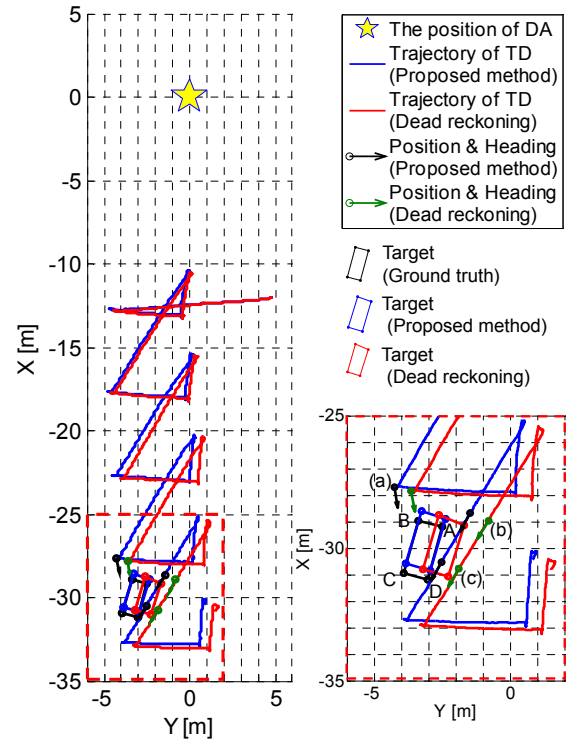 The position of DA
Trajectory of TD
(Proposed method)
Trajectory of TD
(Dead reckoning)
Position & Heading
(Proposed method)
Position & Heading
(Dead reckoning)
Target
(Ground truth)
Target
(Proposed method)
Target
(Dead reckoning)
5
0
-5
-10
-15
-20
-25
-30
-35
X [m]
-5
0
5
Y [m]
-25
-30
-35
X [m]
-5
0
Y [m]
(a)
B
A
(b)
C
D
(c)